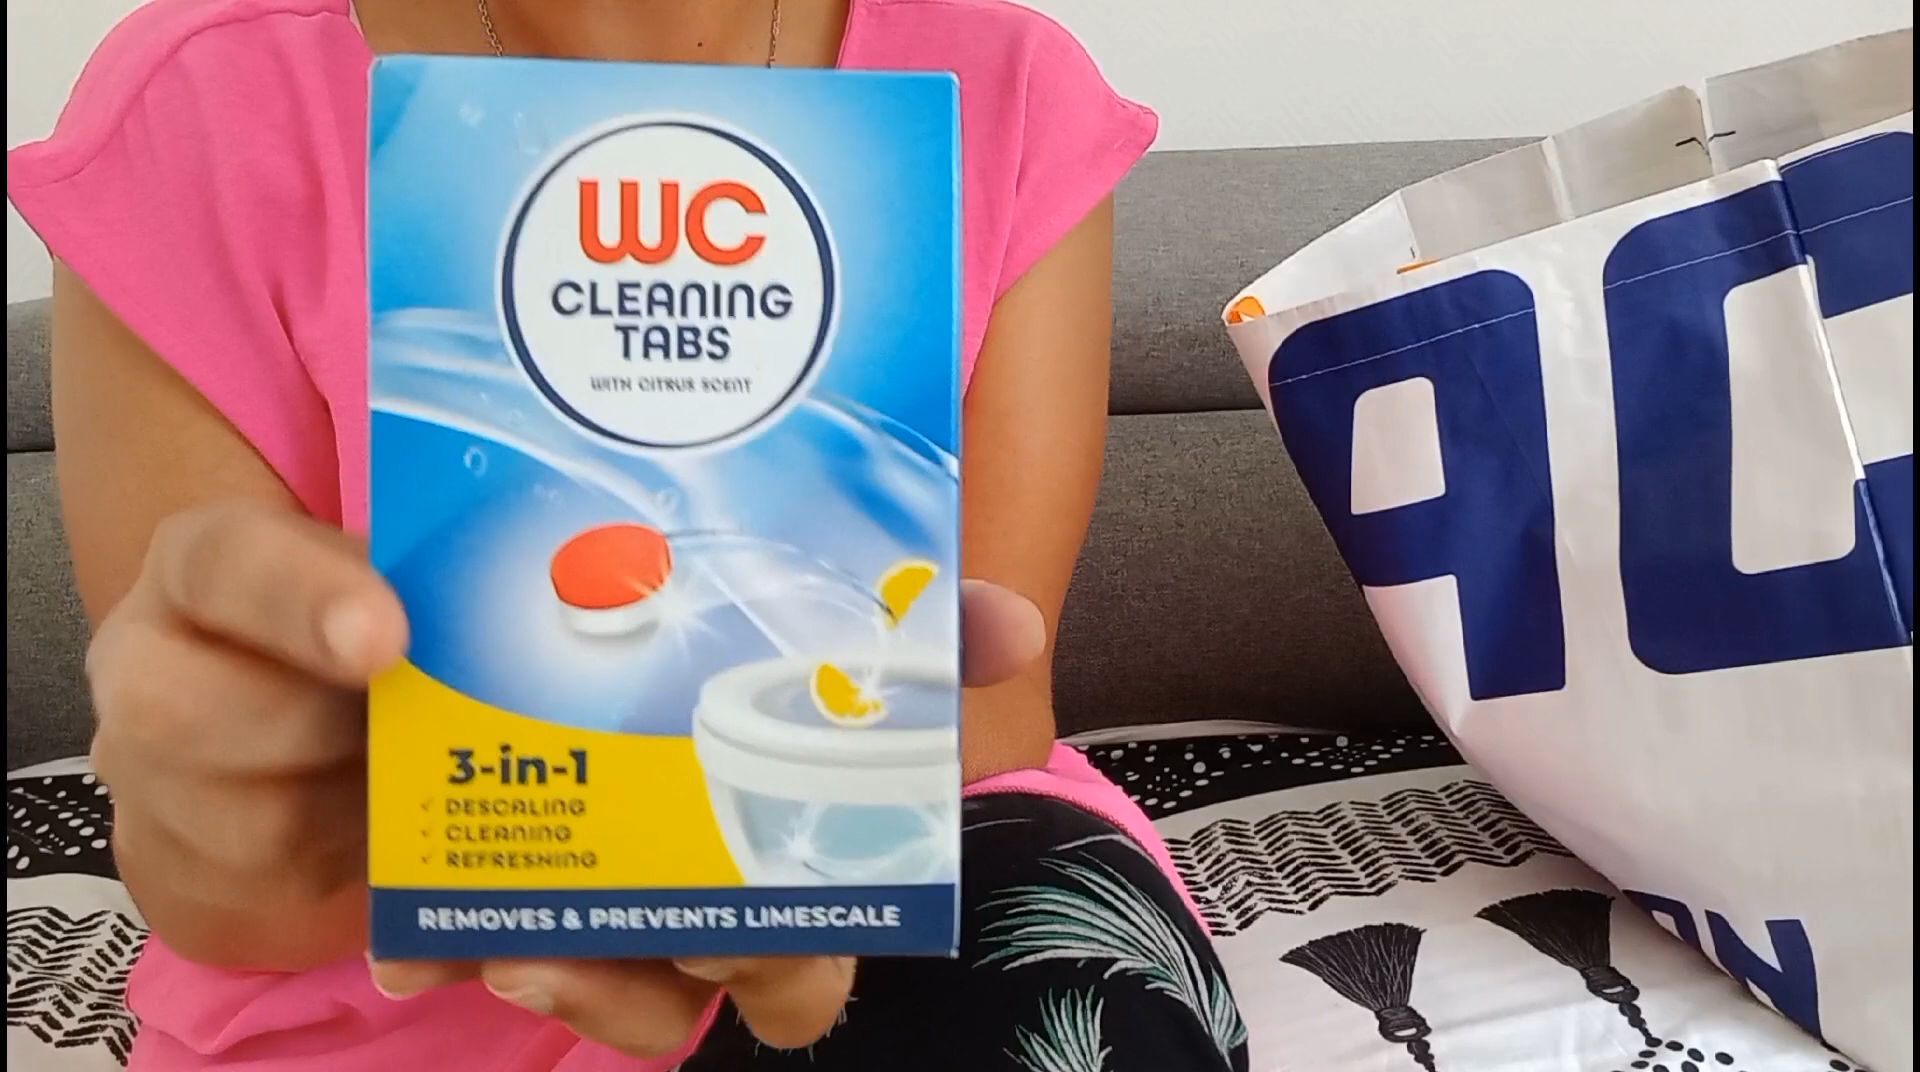 WC
CLEANING
TABS
WITH CITRUS SCENT
3-in-1
✓ DESCALING
✓ CLEANING
✓ REFRESHING
REMOVES & PREVENTS LIMESCALE